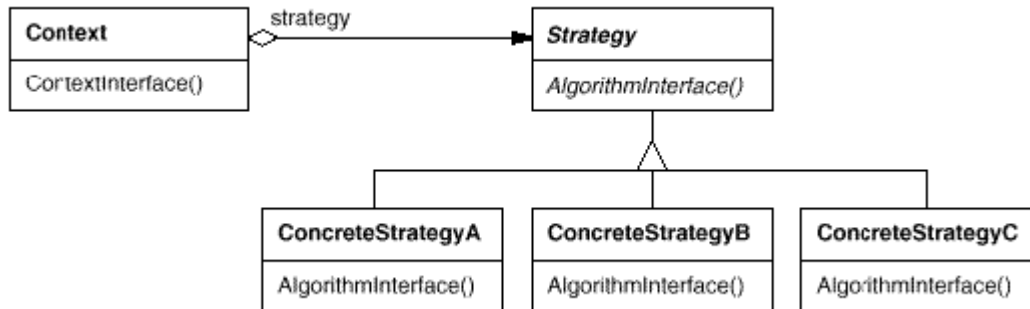 strategy
Context
Strategy
ContextInterface()
AlgorithmInterface()
ConcreteStrategyA
ConcreteStrategyB
ConcreteStrategyC
AlgorithmInterface()
AlgorithmInterface()
AlgorithmInterface()